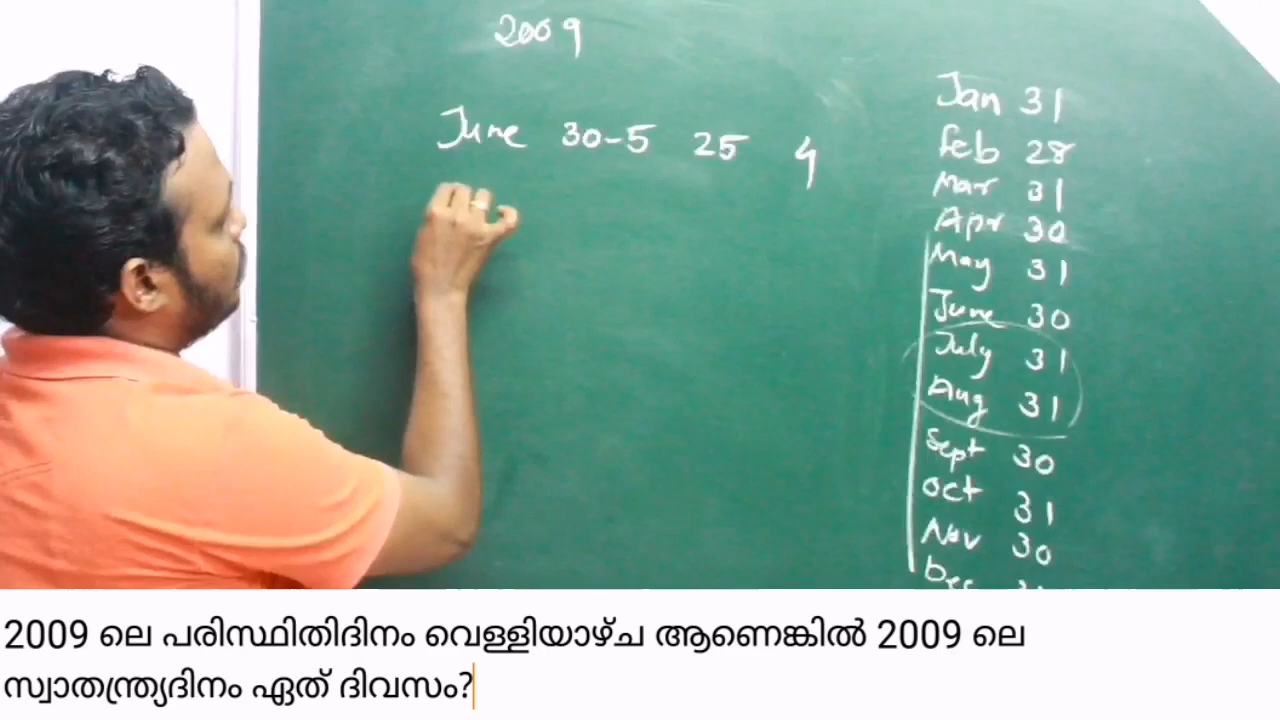 2009
June 30-5 25 4
Jan 31
Feb 28
Mar 31
Apr 30
May 31
June 30
July 31
Aug 31
Sept 30
Oct 31
Nov 30
Dec
2009 ലെ പരിസ്ഥിതിദിനം വെള്ളിയാഴ്ച ആണെങ്കിൽ 2009 ലെ
സ്വാതന്ത്ര്യദിനം ഏത് ദിവസം?